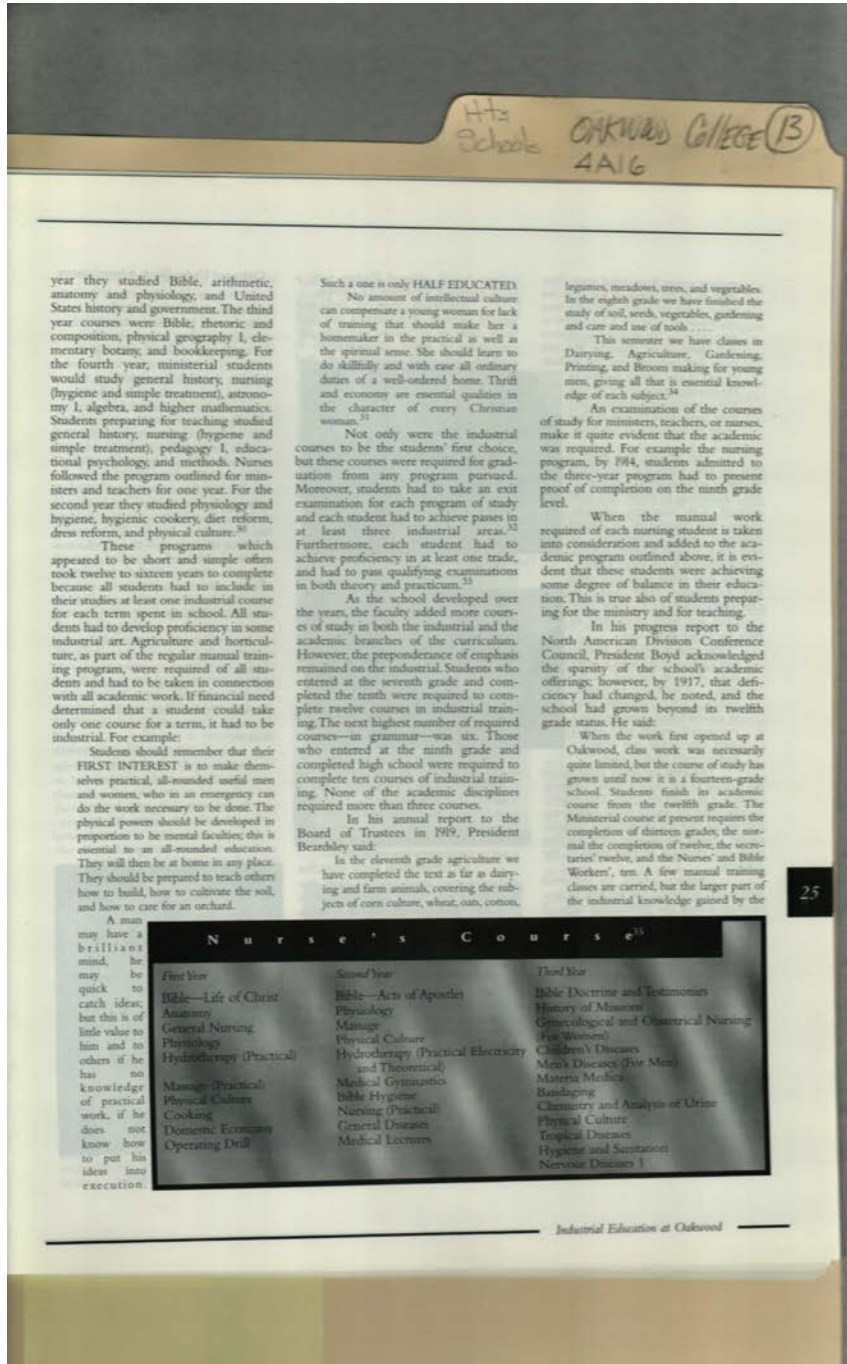 Hts
Schools
OAKWOOD CollEGE 13
4A16
year they studied Bible, arithmetic,
anatomy and physiology, and United
States history and government. The third
year courses were Bible, rhetoric and
composition, physical geography I, ele-
mentary botany, and bookkeeping. For
the fourth year, ministerial students
would study general history, nursing
(hygiene and simple treatment), astrono-
my I, algebra, and higher mathematics.
Students preparing for teaching studied
general history, nursing (hygiene and
simple treatment), pedagogy I, educa-
tional psychology, and methods. Nurses
followed the program outlined for min-
isters and teachers for one year. For the
second year they studied physiology and
hygiene, hygienic cookery, diet reform,
dress reform, and physical culture.30
These programs which
appeared to be short and simple often
took twelve to sixteen years to complete
because all students had to include in
their studies at least one industrial course
for each term spent in school. All stu-
dents had to develop proficiency in some
industrial art. Agriculture and horticul-
ture, as part of the regular manual train-
ing program, were required of all stu-
dents and had to be taken in connection
with all academic work. If financial need
determined that a student could take
only one course for a term, it had to be
industrial. For example:
Students should remember that their
FIRST INTEREST is to make them-
selves practical, all-rounded useful men
and women, who in an emergency can
do the work necessary to be done. The
physical powers should be developed in
proportion to he mental faculties; this is
essential to an all-rounded education.
They will then be at home in any place.
They should be prepared to teach others
how to build, how to cultivate the soil,
and how to care for an orchard.
A man
may have a
brilliant
mind, he
may be
quick to
catch ideas;
but this is of
little value to
him and to
others if he
has no
knowledge
of practical
work, if he
does not
know how
to put his
ideas into
execution.
Such a one is only HALF EDUCATED.
No amount of intellectual culture
can compensate a young woman for lack
of training that should make her a
homemaker in the practical as well as
the spiritual sense. She should learn to
do skillfully and with ease all ordinary
duties of a well-ordered home. Thrift
and economy are essential qualities in
the character of every Christian
woman.31
Not only were the industrial
courses to be the students' first choice,
but these courses were required for grad-
uation from any program pursued.
Moreover, students had to take an exit
examination for each program of study
and each student had to achieve passes in
at least three industrial areas.32
Furthermore, each student had to
achieve proficiency in at least one trade,
and had to pass qualifying examinations
in both theory and practicum.33
As the school developed over
the years, the faculty added more cours-
es of study in both the industrial and the
academic branches of the curriculum.
However, the preponderance of emphasis
remained on the industrial. Students who
entered at the seventh grade and com-
pleted the tenth were required to com-
plete twelve courses in industrial train-
ing. The next highest number of required
courses—in grammar—was six. Those
who entered at the ninth grade and
completed high school were required to
complete ten courses of industrial train-
ing. None of the academic disciplines
required more than three courses.
In his annual report to the
Board of Trustees in 1919, President
Beardsley said:
In the eleventh grade agriculture we
have completed the text as far as dairy-
ing and farm animals, covering the sub-
jects of corn culture, wheat, oats, cotton,
legumes, meadows, trees, and vegetables.
In the eighth grade we have finished the
study of soil, seeds, vegetables, gardening
and care and use of tools . . . .
This semester we have classes in
Dairying, Agriculture, Gardening,
Printing, and Broom making for young
men, giving all that is essential knowl-
edge of each subject.34
An examination of the courses
of study for ministers, teachers, or nurses,
make it quite evident that the academic
was required. For example the nursing
program, by 1914, students admitted to
the three-year program had to present
proof of completion on the ninth grade
level.
When the manual work
required of each nursing student is taken
into consideration and added to the aca-
demic program outlined above, it is evi-
dent that these students were achieving
some degree of balance in their educa-
tion. This is true also of students prepar-
ing for the ministry and for teaching.
In his progress report to the
North American Division Conference
Council, President Boyd acknowledged
the sparsity of the school's academic
offerings; however, by 1917, that defi-
ciency had changed, he noted, and the
school had grown beyond its twelfth
grade status. He said:
When the work first opened up at
Oakwood, class work was necessarily
quite limited, but the course of study has
grown until now it is a fourteen-grade
school. Students finish its academic
course from the twelfth grade. The
Ministerial course at present requires the
completion of thirteen grades; the nor-
mal the completion of twelve, the secre-
taries' twelve, and the Nurses' and Bible
Workers', ten. A few manual training
classes are carried, but the larger part of
the industrial knowledge gained by the
25
Nurse's Course35
First Year
Bible—Life of Christ
Anatomy
General Nursing
Physiology
Hydrotherapy (Practical)
Massage (Practical)
Physical Culture
Cooking
Domestic Economy
Operating Drill
Second Year
Bible—Acts of Apostles
Physiology
Massage
Physical Culture
Hydrotherapy (Practical Electricity
and Theoretical)
Medical Gymnastics
Bible Hygiene
Nursing (Practical)
General Diseases
Medical Lectures
Third Year
Bible Doctrine and Testimonies
History of Missions
Gynecological and Obstetrical Nursing
(For Women)
Children's Diseases
Men's Diseases (For Men)
Materia Medica
Bandaging
Chemistry and Analysis of Urine
Physical Culture
Tropical Diseases
Hygiene and Sanitation
Nervous Diseases 3
Industrial Education at Oakwood